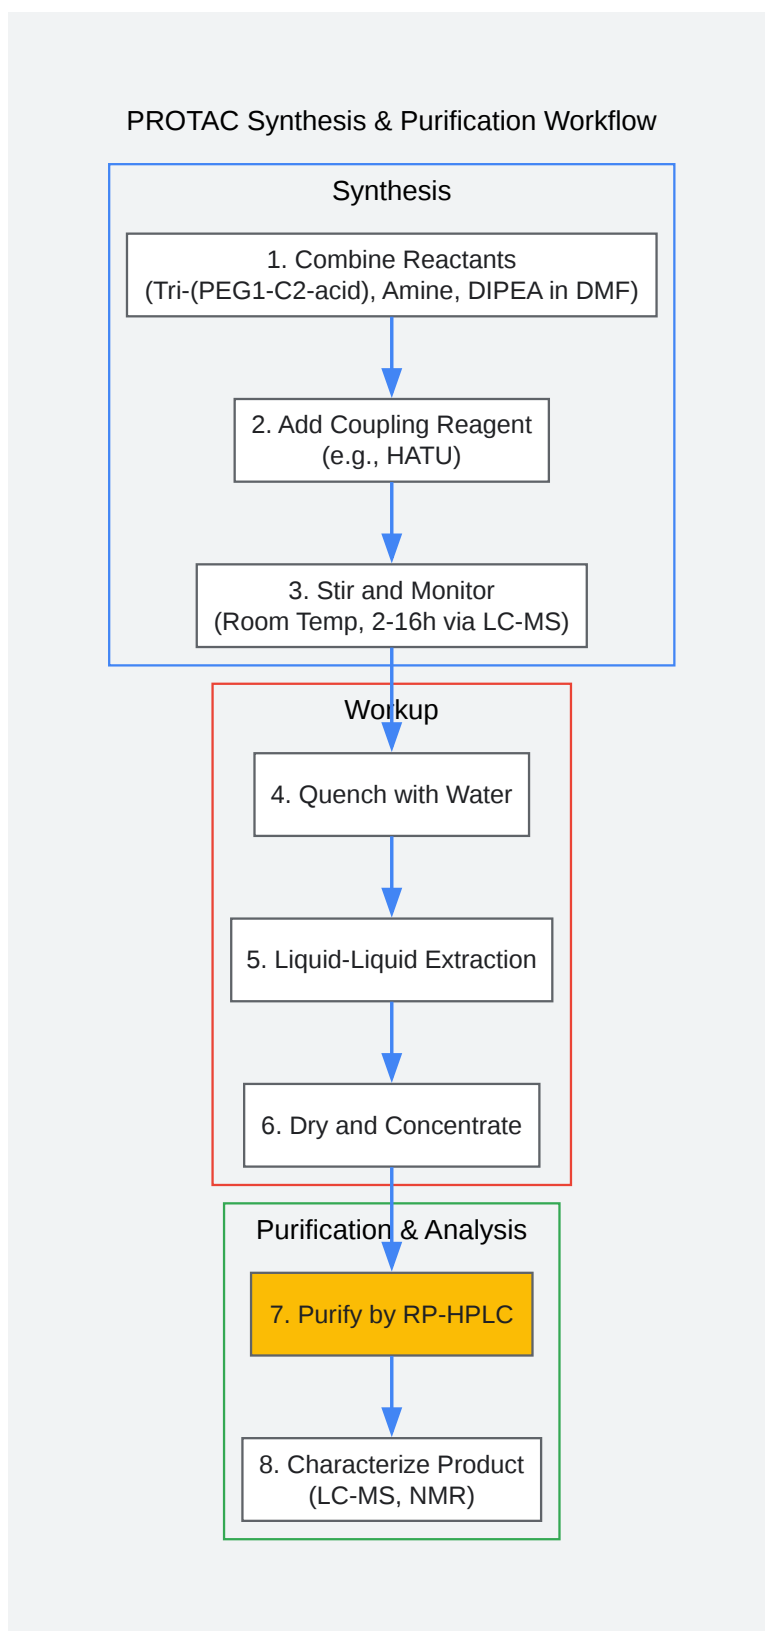 PROTAC Synthesis & Purification Workflow
Synthesis
1. Combine Reactants
(Tri-(PEG1-C2-acid), Amine, DIPEA in DMF)
2. Add Coupling Reagent
(e.g., HATU)
3. Stir and Monitor
(Room Temp, 2-16h via LC-MS)
Workup
4. Quench with Water
5. Liquid-Liquid Extraction
6. Dry and Concentrate
Purification & Analysis
7. Purify by RP-HPLC
8. Characterize Product
(LC-MS, NMR)